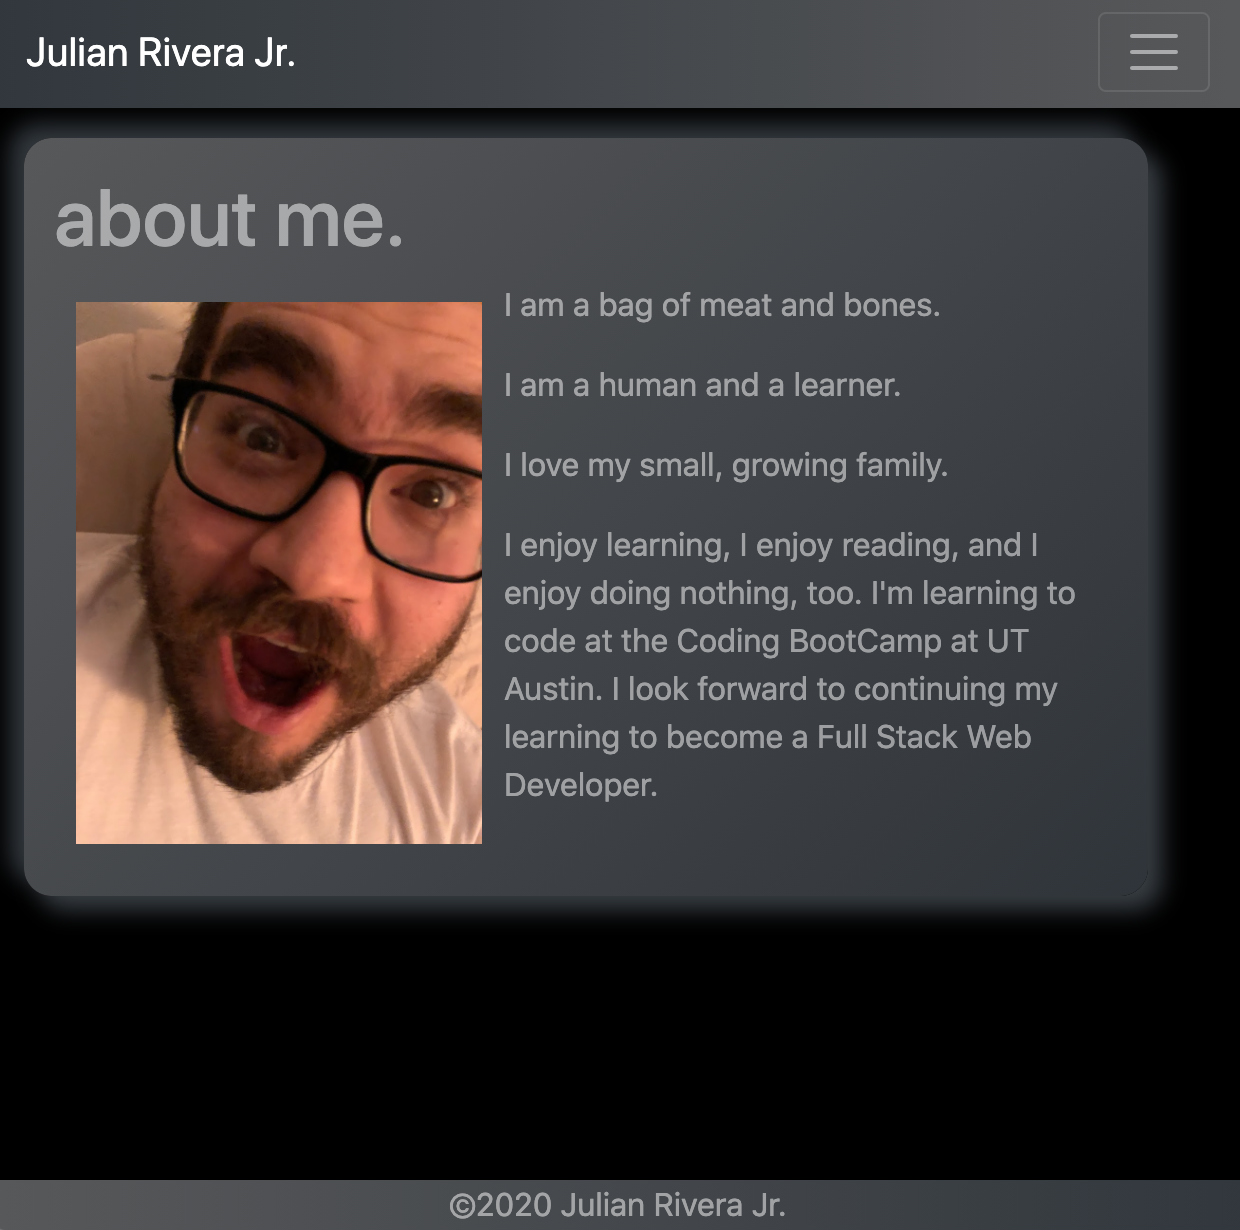 Julian Rivera Jr.
about me.
I am a bag of meat and bones.
I am a human and a learner.
I love my small, growing family.
I enjoy learning, I enjoy reading, and I
enjoy doing nothing, too. I'm learning to
code at the Coding BootCamp at UT
Austin. I look forward to continuing my
learning to become a Full Stack Web
Developer.
©2020 Julian Rivera Jr.